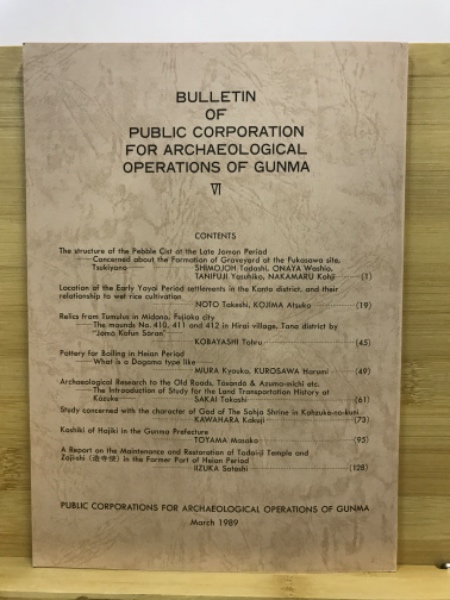 BULLETIN
OF
PUBLIC CORPORATION
FOR ARCHAEOLOGICAL
OPERATIONS OF GUNMA
VI
CONTENTS
The structure of the Pebble Cist at the Late Jomon Period
Concerned about the Formation of Graveyard at the Fukasawa site,
Tsukiyono SHIMOJOH Tadashi, ONAYA Washio,
TANIFUJI Yasuhiko, NAKAMARU Kohji (1)
Location of the Early Yayoi Period settlements in the Kanto district, and their
relationship to wet rice cultivation
NOTO Takeshi, KOJIMA Atsuko (19)
Relics from Tumulus in Midono, Fujioka city
The mounds No. 410, 411 and 412 in Hirai village, Tano district by
"Jomo Kofun Soran"
KOBAYASHI Tohru (45)
Pottery for Boiling in Heian Period
What is a Dogama type like
MIURA Kyoko, KUROSAWA Harumi (49)
Archaeological Research to the Old Roads, Tosando & Azuma-michi etc.
The Introduction of Study for the Land Transportation History at
Kozuke SAKAI Takashi (61)
Study concerned with the character of God of The Sohja Shrine in Kohzuke-no-kuni
KAWAHARA Kakuji (73)
Koshiki of Hajiki in the Gunma Prefecture
TOYAMA Masako (95)
A Report on the Maintenance and Restoration of Todaiji Temple and
Zoji-shi (造寺使) in the Former Part of Heian Period
IIZUKA Satoshi (128)
PUBLIC CORPORATIONS FOR ARCHAEOLOGICAL OPERATIONS OF GUNMA
March 1989